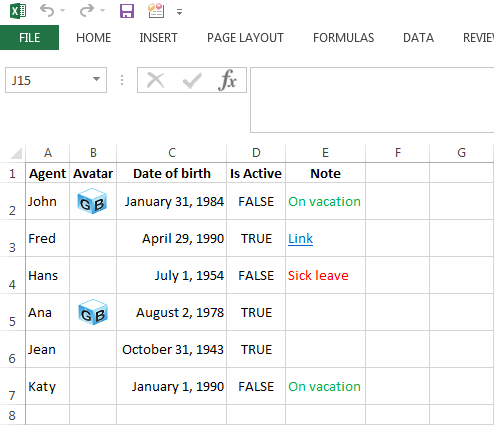 FILE HOME INSERT PAGE LAYOUT FORMULAS DATA REVIE
J15 fx
A B C D E F G
1 Agent Avatar Date of birth Is Active Note
2 John GB January 31, 1984 FALSE On vacation
3 Fred April 29, 1990 TRUE Link
4 Hans July 1, 1954 FALSE Sick leave
5 Ana GB August 2, 1978 TRUE
6 Jean October 31, 1943 TRUE
7 Katy January 1, 1990 FALSE On vacation
8